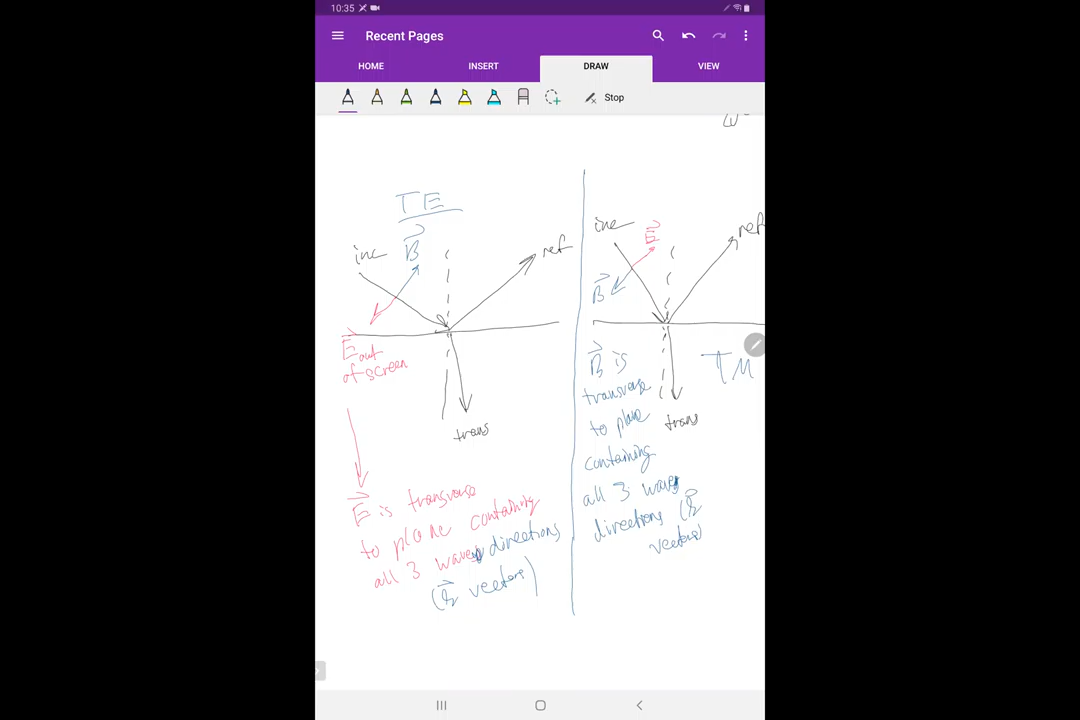 10:35
Recent Pages
HOME
INSERT
DRAW
VIEW
Stop
TE
inc
B
ref
E out
of screen
trans
E is transverse
to plane containing
all 3 wave directions
(k vectors)
inc
E
ref
B
TM
trans
B is
transverse
to plane
containing
all 3 wave
directions (k
vectors)